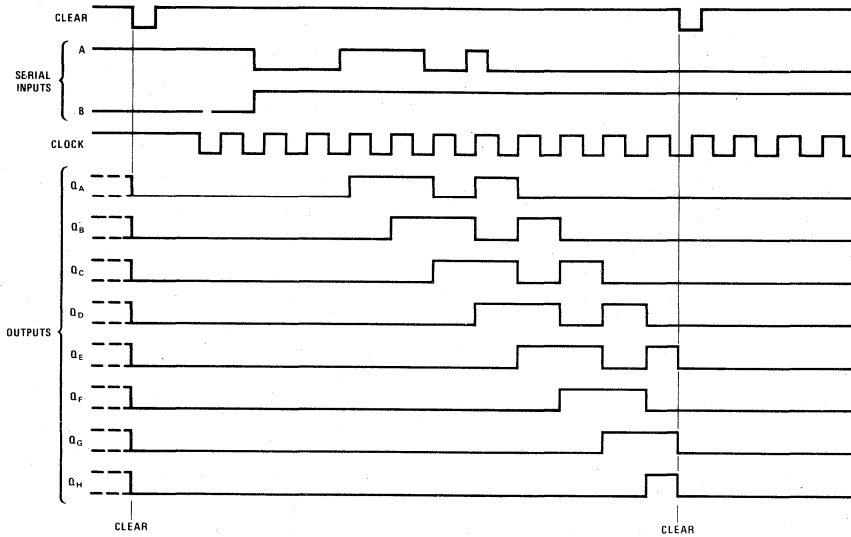 CLEAR
A
SERIAL
INPUTS
B
CLOCK
QA
QB
QC
QD
OUTPUTS
QE
QF
QG
QH
CLEAR
CLEAR